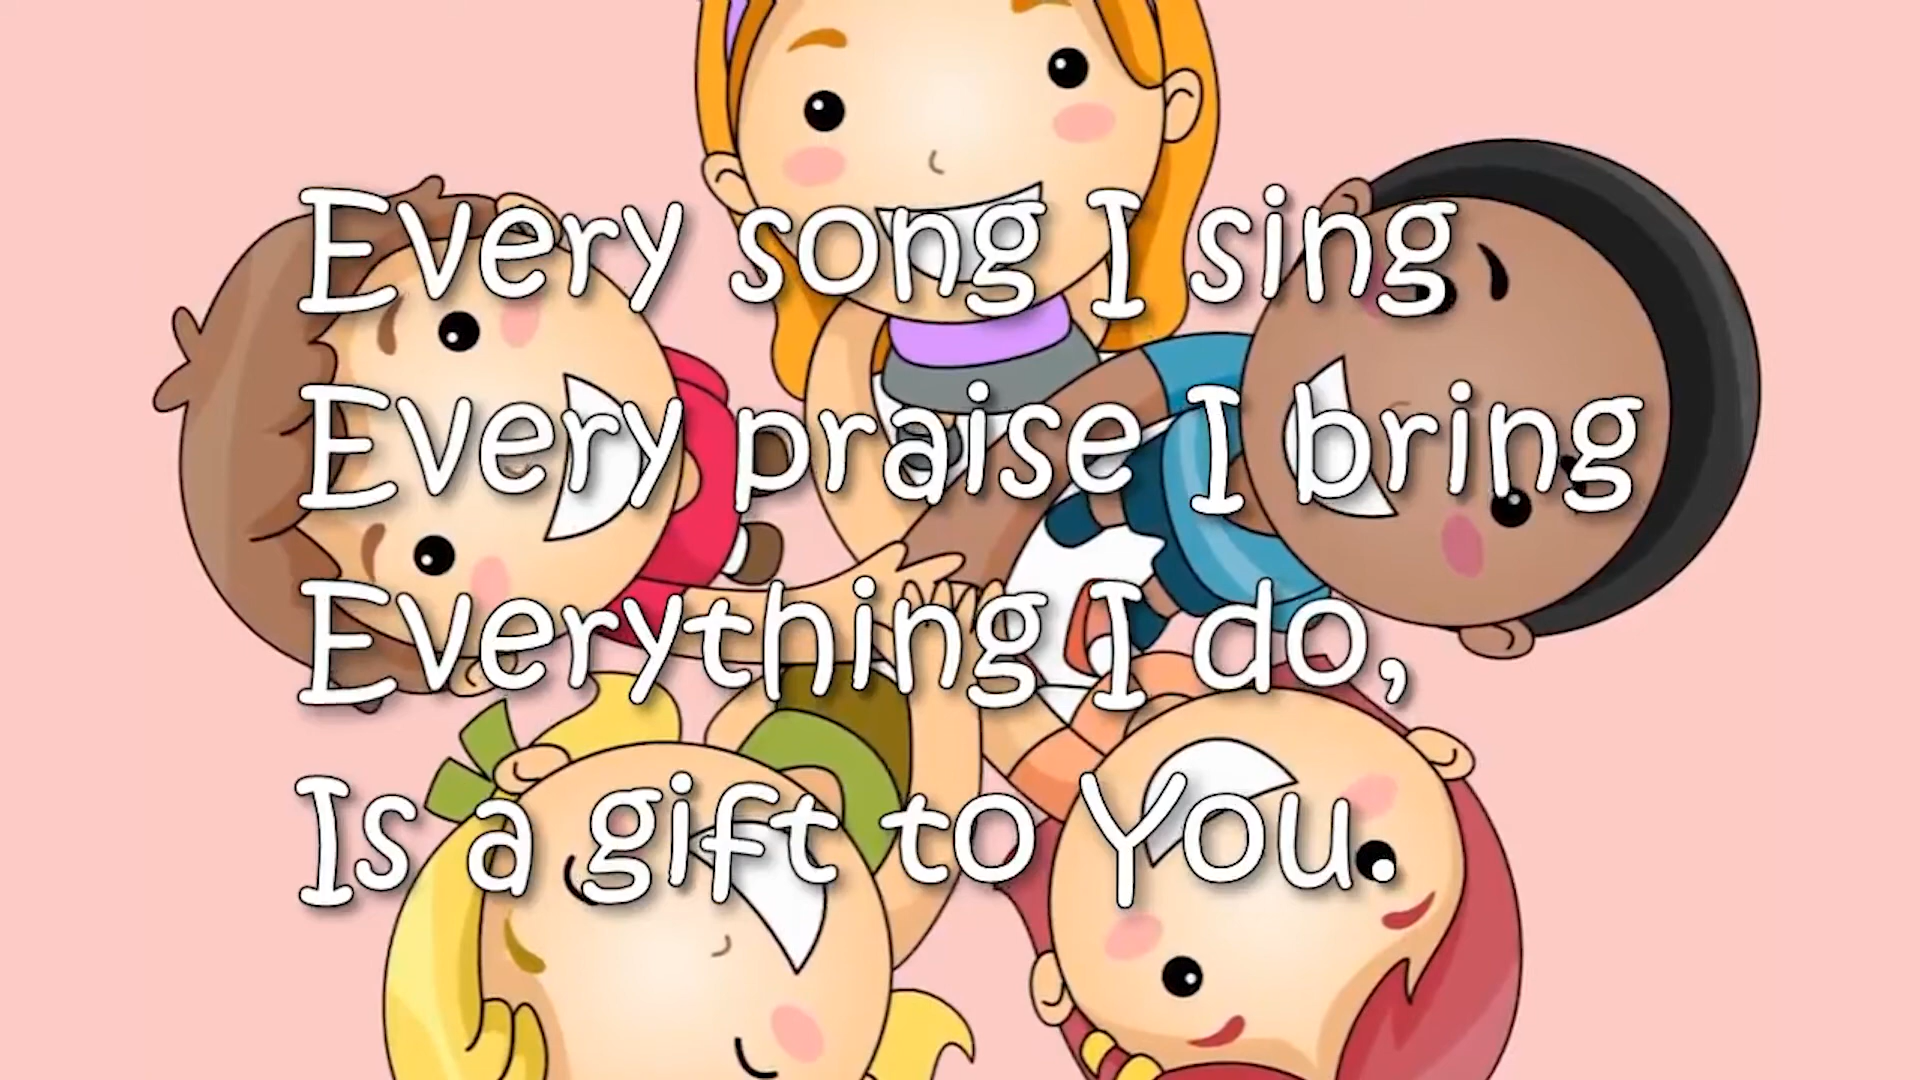 Every song I sing
Every praise I bring
Everything I do,
Is a gift to You.